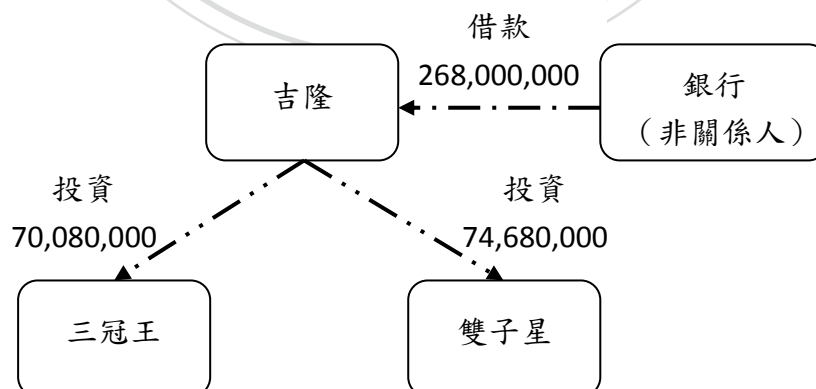 借款
268,000,000
吉隆
銀行
（非關係人）
投資
70,080,000
投資
74,680,000
三冠王
雙子星